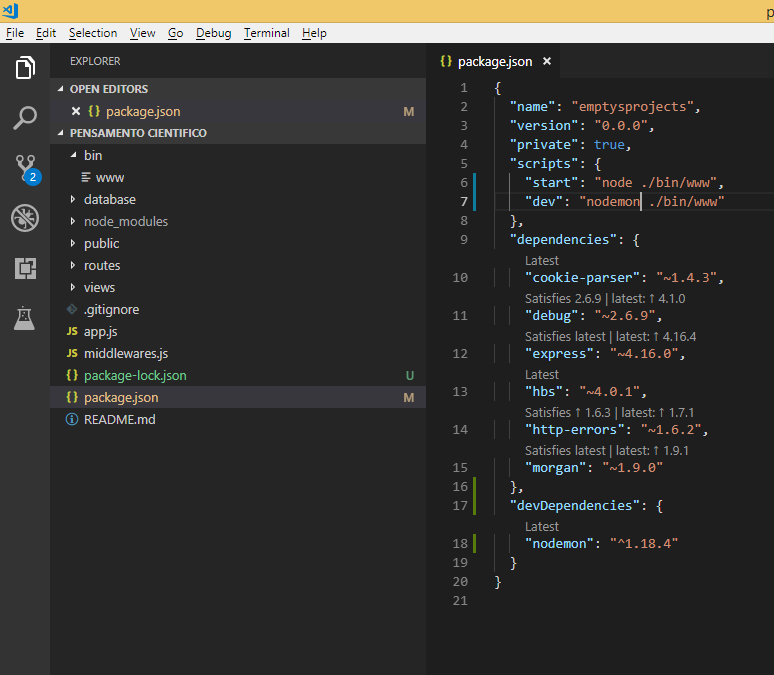 p
File Edit Selection View Go Debug Terminal Help
EXPLORER
OPEN EDITORS
{} package.json M
PENSAMENTO CIENTIFICO
bin
www
database
node_modules
public
routes
views
.gitignore
JS app.js
JS middlewares.js
{} package-lock.json U
{} package.json M
README.md
2
{} package.json
1 {
2 "name": "emptysprojects",
3 "version": "0.0.0",
4 "private": true,
5 "scripts": {
6 "start": "node ./bin/www",
7 "dev": "nodemon ./bin/www"
8 },
9 "dependencies": {
Latest
10 "cookie-parser": "~1.4.3",
Satisfies 2.6.9 | latest: ↑ 4.1.0
11 "debug": "~2.6.9",
Satisfies latest | latest: ↑ 4.16.4
12 "express": "~4.16.0",
Latest
13 "hbs": "~4.0.1",
Satisfies ↑ 1.6.3 | latest: ↑ 1.7.1
14 "http-errors": "~1.6.2",
Satisfies latest | latest: ↑ 1.9.1
15 "morgan": "~1.9.0"
16 },
17 "devDependencies": {
Latest
18 "nodemon": "^1.18.4"
19 }
20 }
21